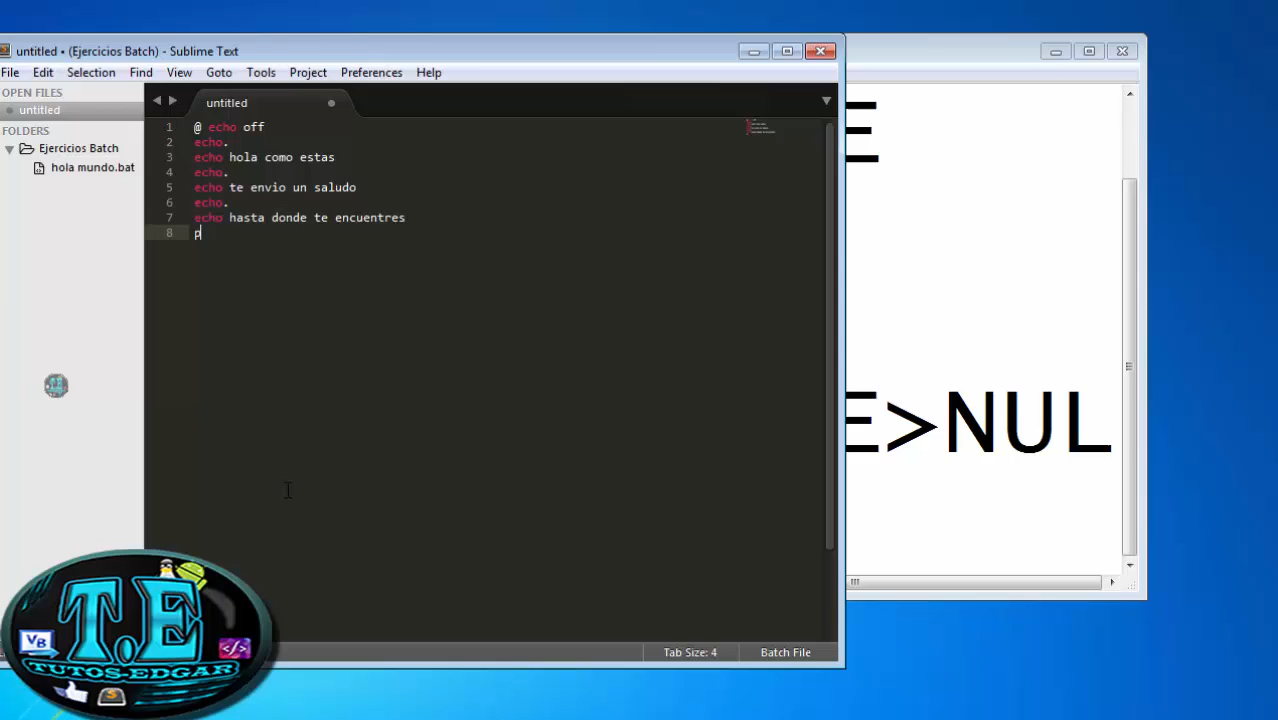 untitled • (Ejercicios Batch) - Sublime Text
File Edit Selection Find View Goto Tools Project Preferences Help
OPEN FILES
untitled
FOLDERS
Ejercicios Batch
hola mundo.bat
untitled
1 @ echo off
2 echo.
3 echo hola como estas
4 echo.
5 echo te envio un saludo
6 echo.
7 echo hasta donde te encuentres
8 p
E
E>NUL
Tab Size: 4
Batch File
T.E
VB
TUTOS-EDGAR